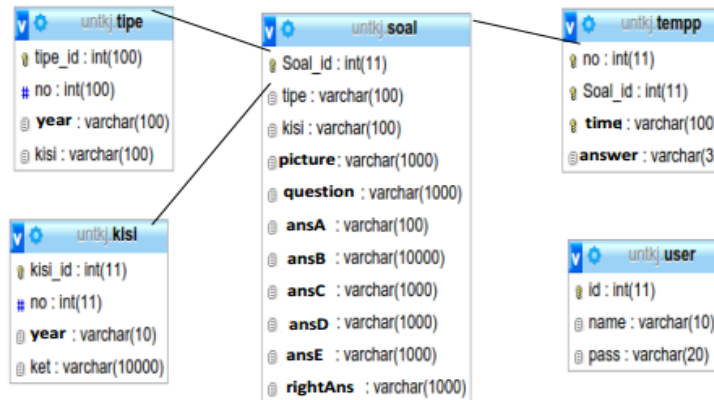 untkj.tipe
tipe_id : int(100)
no : int(100)
year : varchar(100)
kisi : varchar(100)
untkj.kisi
kisi_id : int(11)
no : int(11)
year : varchar(10)
ket : varchar(10000)
untkj.soal
Soal_id : int(11)
tipe : varchar(100)
kisi : varchar(100)
picture : varchar(1000)
question : varchar(1000)
ansA : varchar(100)
ansB : varchar(10000)
ansC : varchar(1000)
ansD : varchar(1000)
ansE : varchar(1000)
rightAns : varchar(1000)
untkj.tempp
no : int(11)
Soal_id : int(11)
time : varchar(100
answer : varchar(3
untkj.user
id : int(11)
name : varchar(10)
pass : varchar(20)